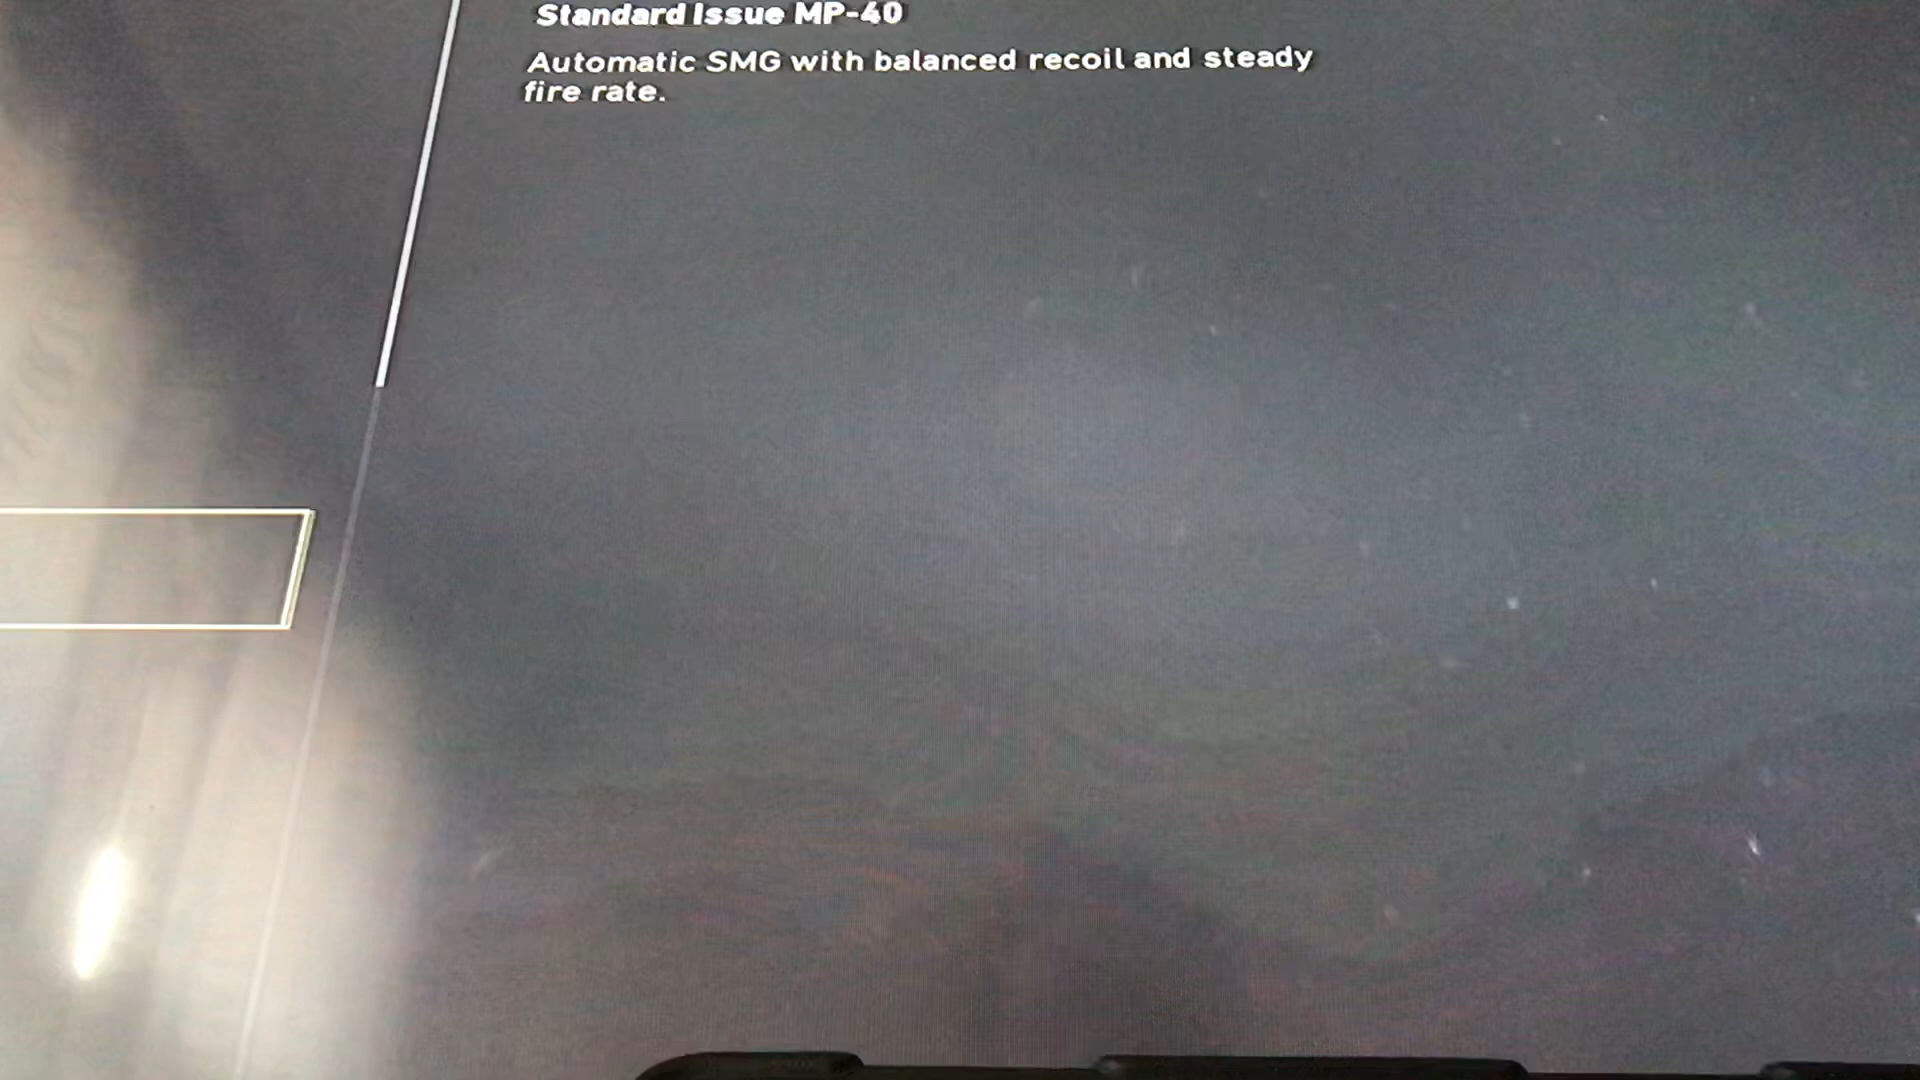 Standard Issue MP-40
Automatic SMG with balanced recoil and steady
fire rate.